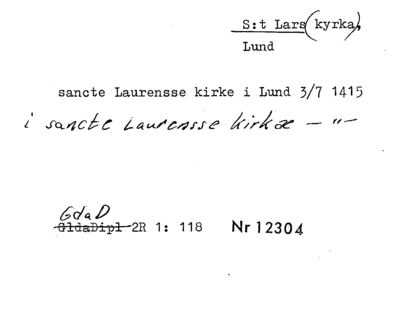 S:t Lars (kyrka)
Lund
sancte Laurensse kirke i Lund 3/7 1415
i sancte Laurensse kirkæ — "—
GdaD
GldaDipl 2R 1: 118 Nr 12304